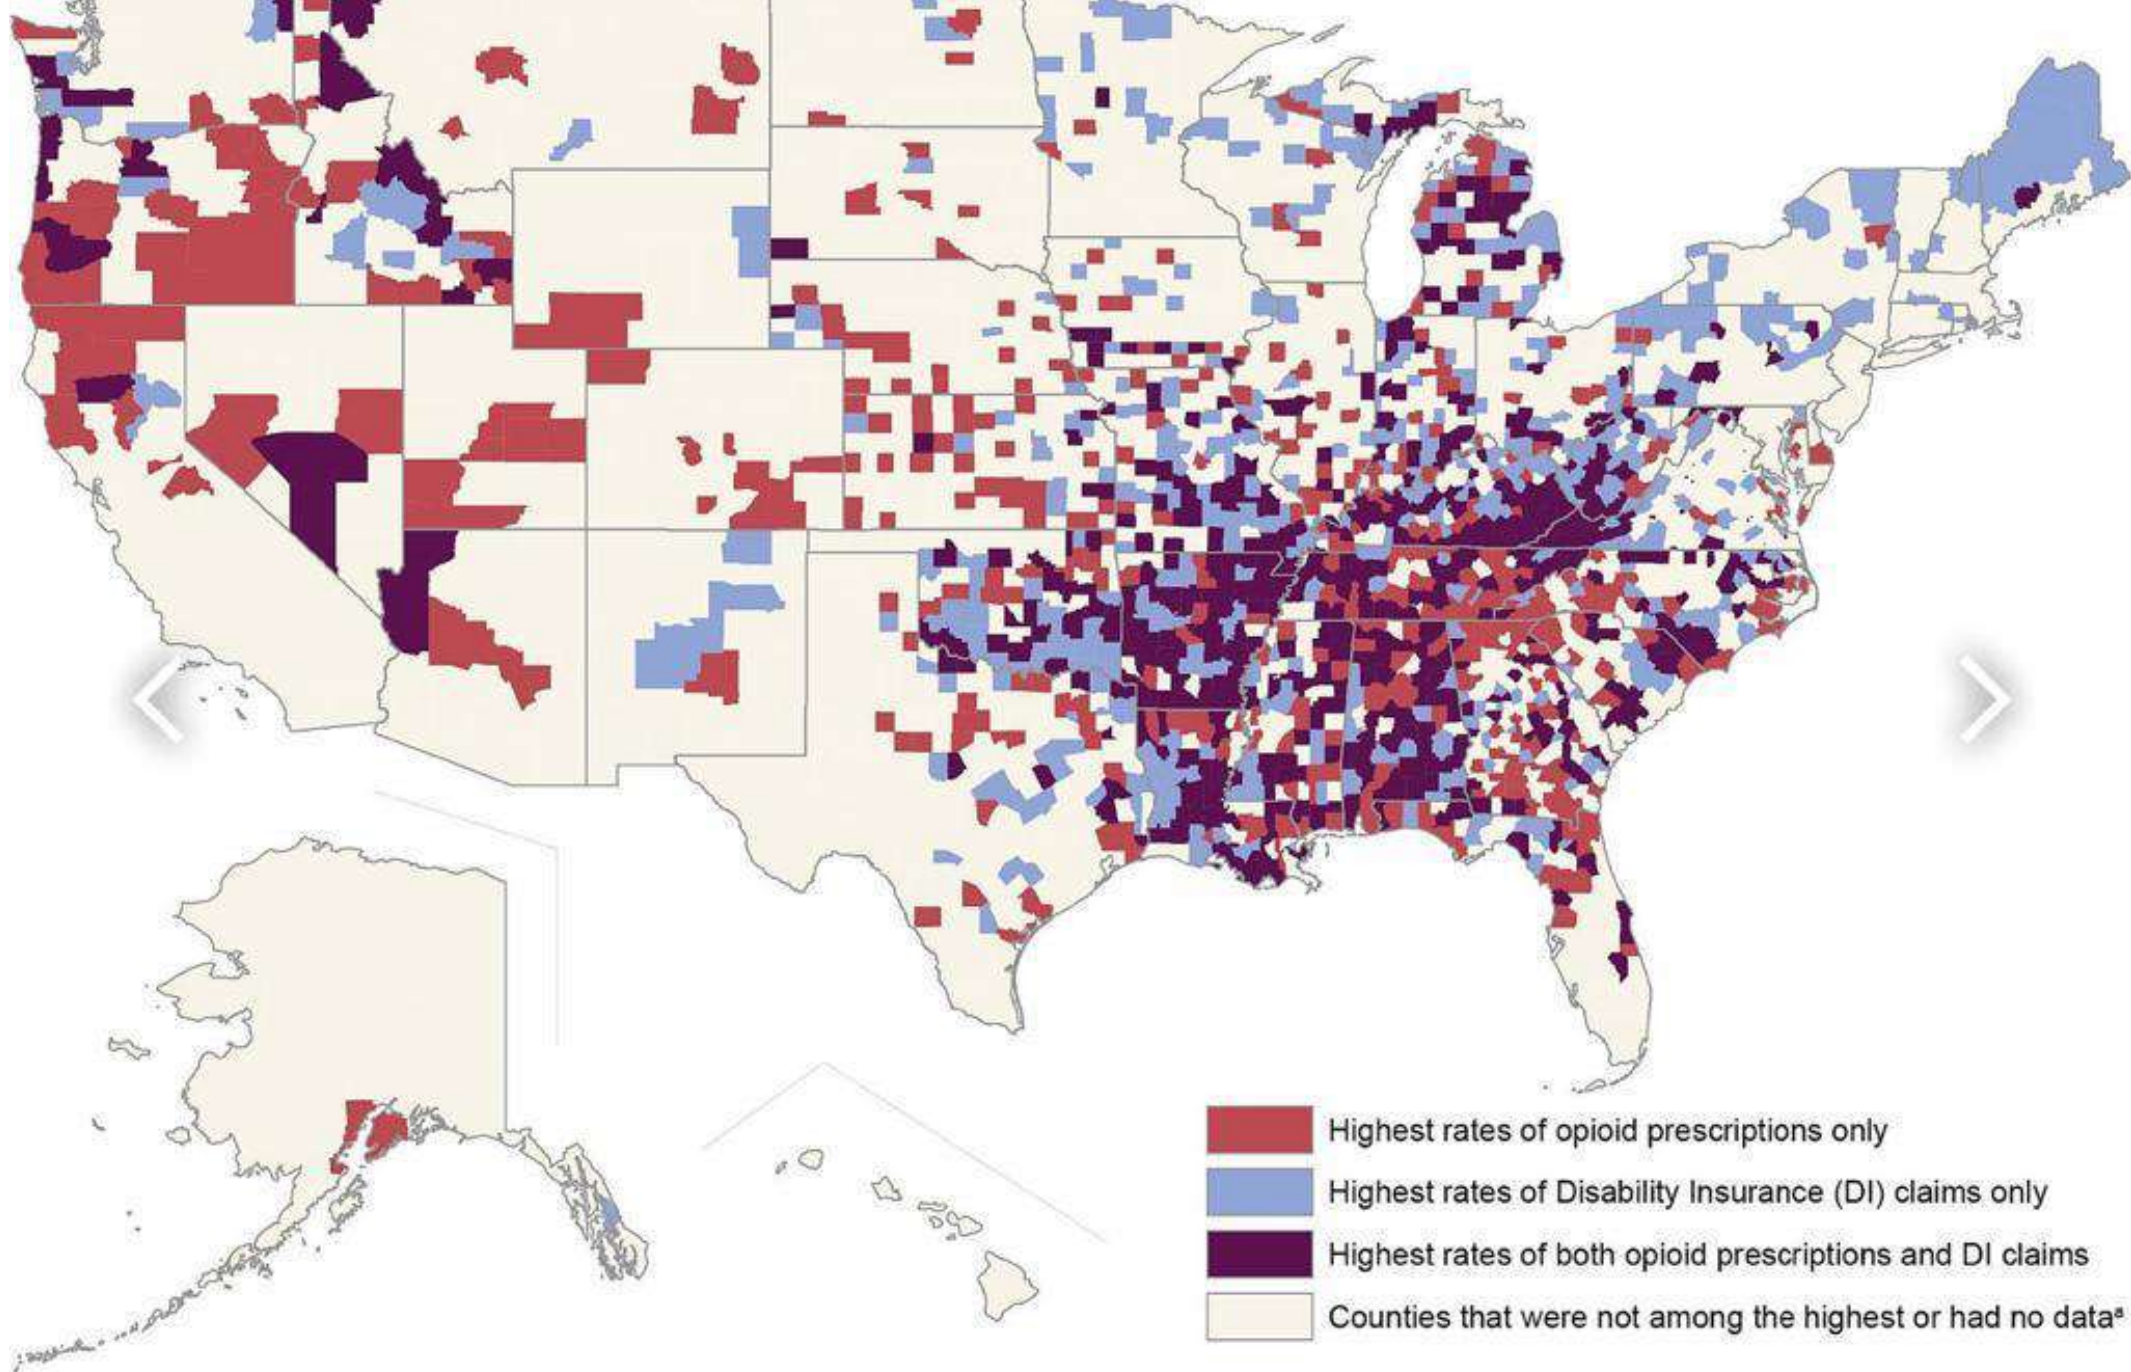 Highest rates of opioid prescriptions only
Highest rates of Disability Insurance (DI) claims only
Highest rates of both opioid prescriptions and DI claims
Counties that were not among the highest or had no dataᵃ